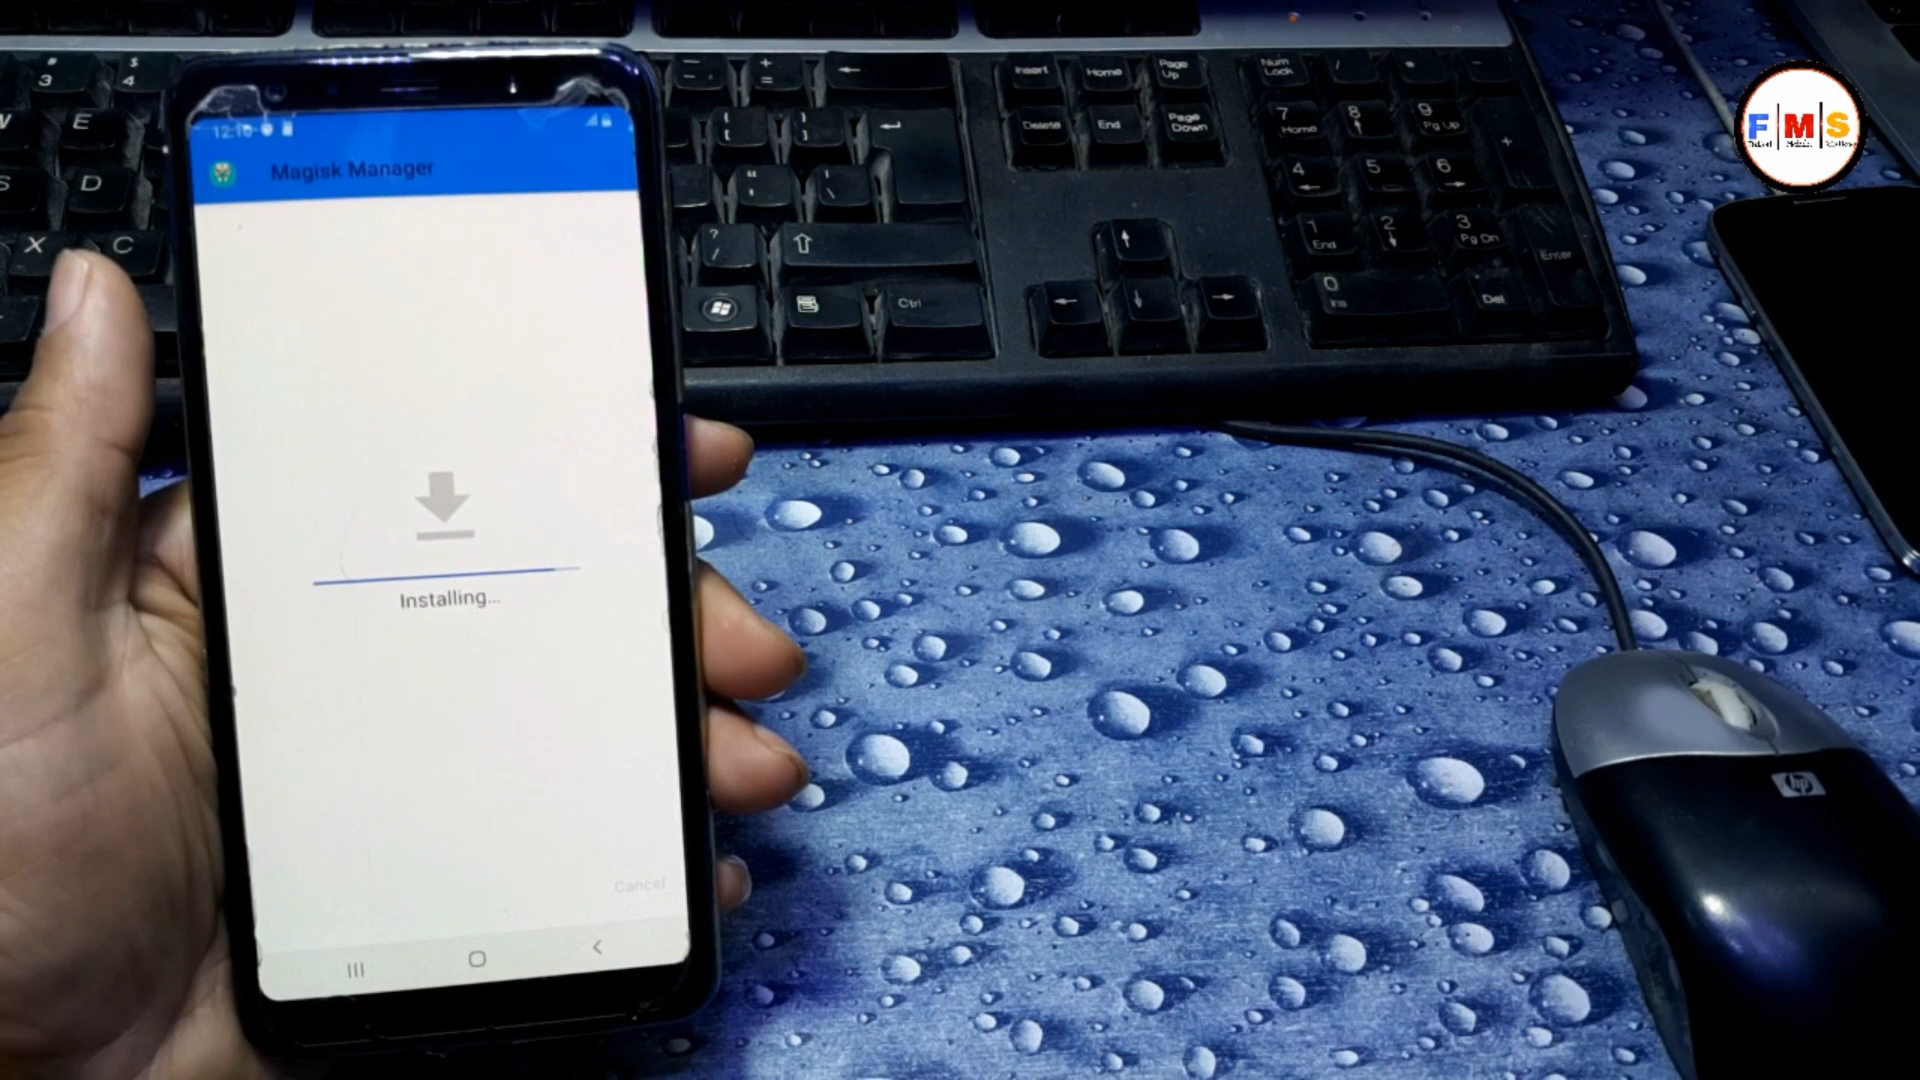 12:10
Magisk Manager
Installing...
Cancel
# 3
$ 4
E
S
D
X
C
- -
+ =
{ [
} ]
" '
| \
? /
Ctrl
Insert
Home
Page Up
Delete
End
Page Down
Num Lock
/
*
-
7 Home
8
9 Pg Up
+
4
5
6
1 End
2
3 Pg Dn
Enter
0 Ins
. Del
F M S
hp